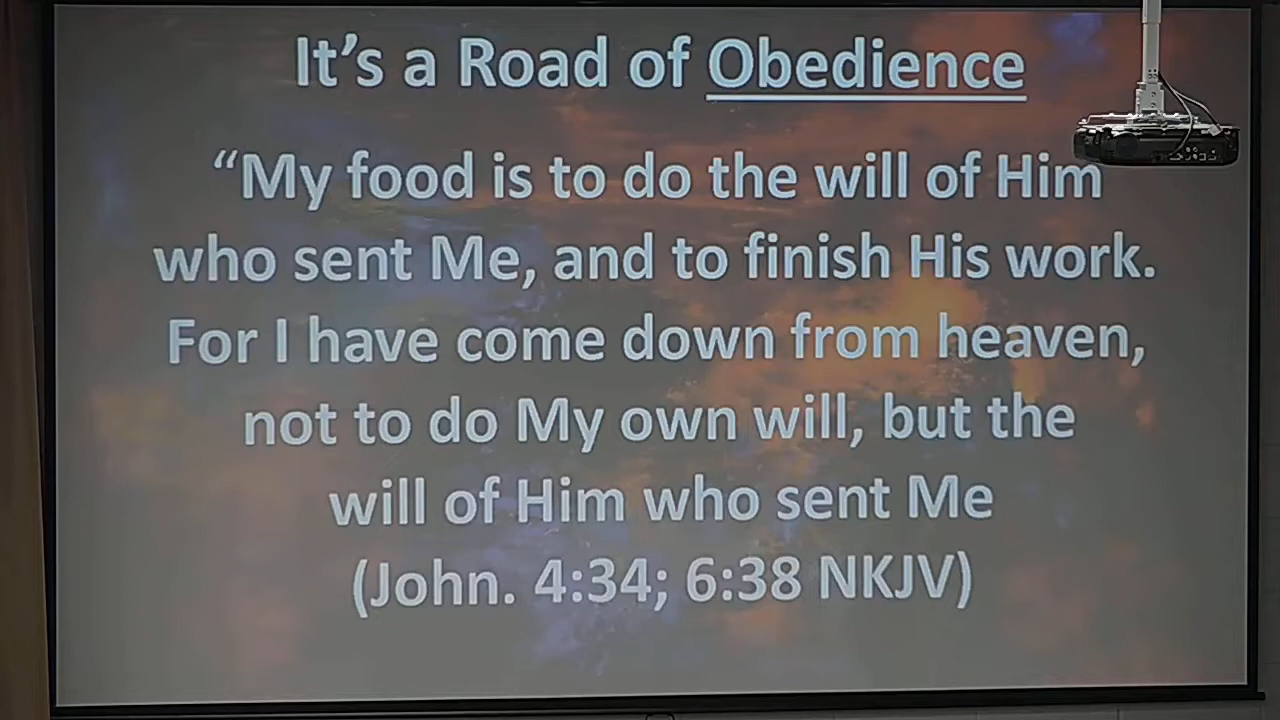 It's a Road of Obedience
“My food is to do the will of Him
who sent Me, and to finish His work.
For I have come down from heaven,
not to do My own will, but the
will of Him who sent Me
(John. 4:34; 6:38 NKJV)